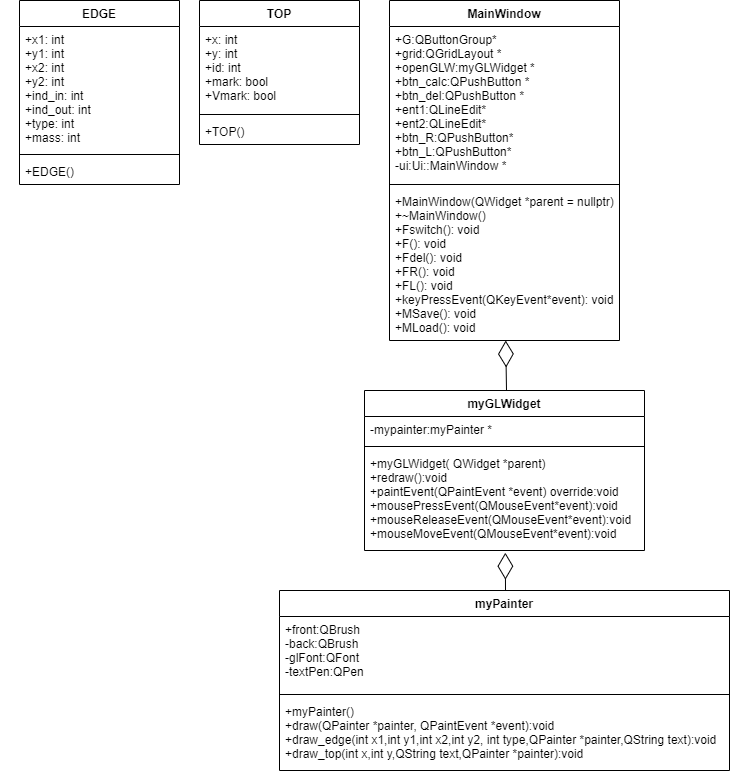 EDGE
+x1: int
+y1: int
+x2: int
+y2: int
+ind_in: int
+ind_out: int
+type: int
+mass: int
+EDGE()
TOP
+x: int
+y: int
+id: int
+mark: bool
+Vmark: bool
+TOP()
MainWindow
+G:QButtonGroup*
+grid:QGridLayout *
+openGLW:myGLWidget *
+btn_calc:QPushButton *
+btn_del:QPushButton *
+ent1:QLineEdit*
+ent2:QLineEdit*
+btn_R:QPushButton*
+btn_L:QPushButton*
-ui:Ui::MainWindow *
+MainWindow(QWidget *parent = nullptr)
+~MainWindow()
+Fswitch(): void
+F(): void
+Fdel(): void
+FR(): void
+FL(): void
+keyPressEvent(QKeyEvent*event): void
+MSave(): void
+MLoad(): void
myGLWidget
-mypainter:myPainter *
+myGLWidget( QWidget *parent)
+redraw():void
+paintEvent(QPaintEvent *event) override:void
+mousePressEvent(QMouseEvent*event):void
+mouseReleaseEvent(QMouseEvent*event):void
+mouseMoveEvent(QMouseEvent*event):void
myPainter
+front:QBrush
-back:QBrush
-glFont:QFont
-textPen:QPen
+myPainter()
+draw(QPainter *painter, QPaintEvent *event):void
+draw_edge(int x1,int y1,int x2,int y2, int type,QPainter *painter,QString text):void
+draw_top(int x,int y,QString text,QPainter *painter):void